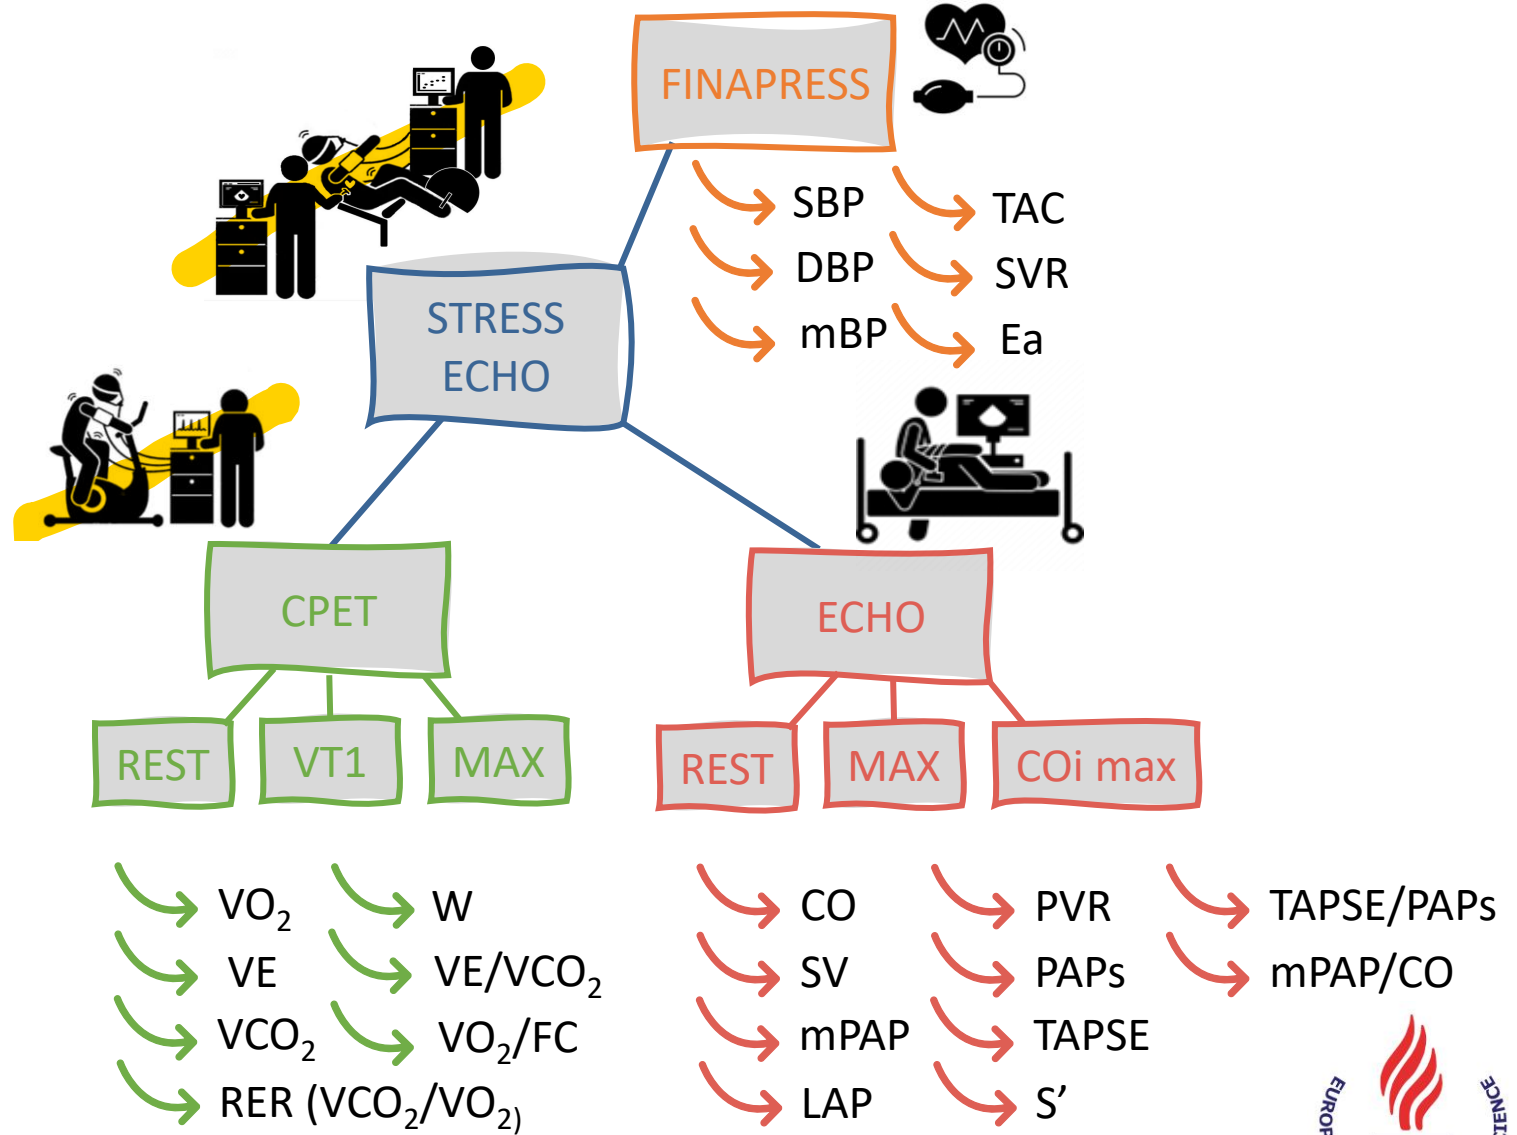 FINAPRESS
SBP
TAC
DBP
SVR
mBP
Ea
STRESS
ECHO
CPET
ECHO
REST
VT1
MAX
REST
MAX
COi max
VO₂
W
VE
VE/VCO₂
VCO₂
VO₂/FC
RER (VCO₂/VO₂)
CO
PVR
TAPSE/PAPs
SV
PAPs
mPAP/CO
mPAP
TAPSE
LAP
S’